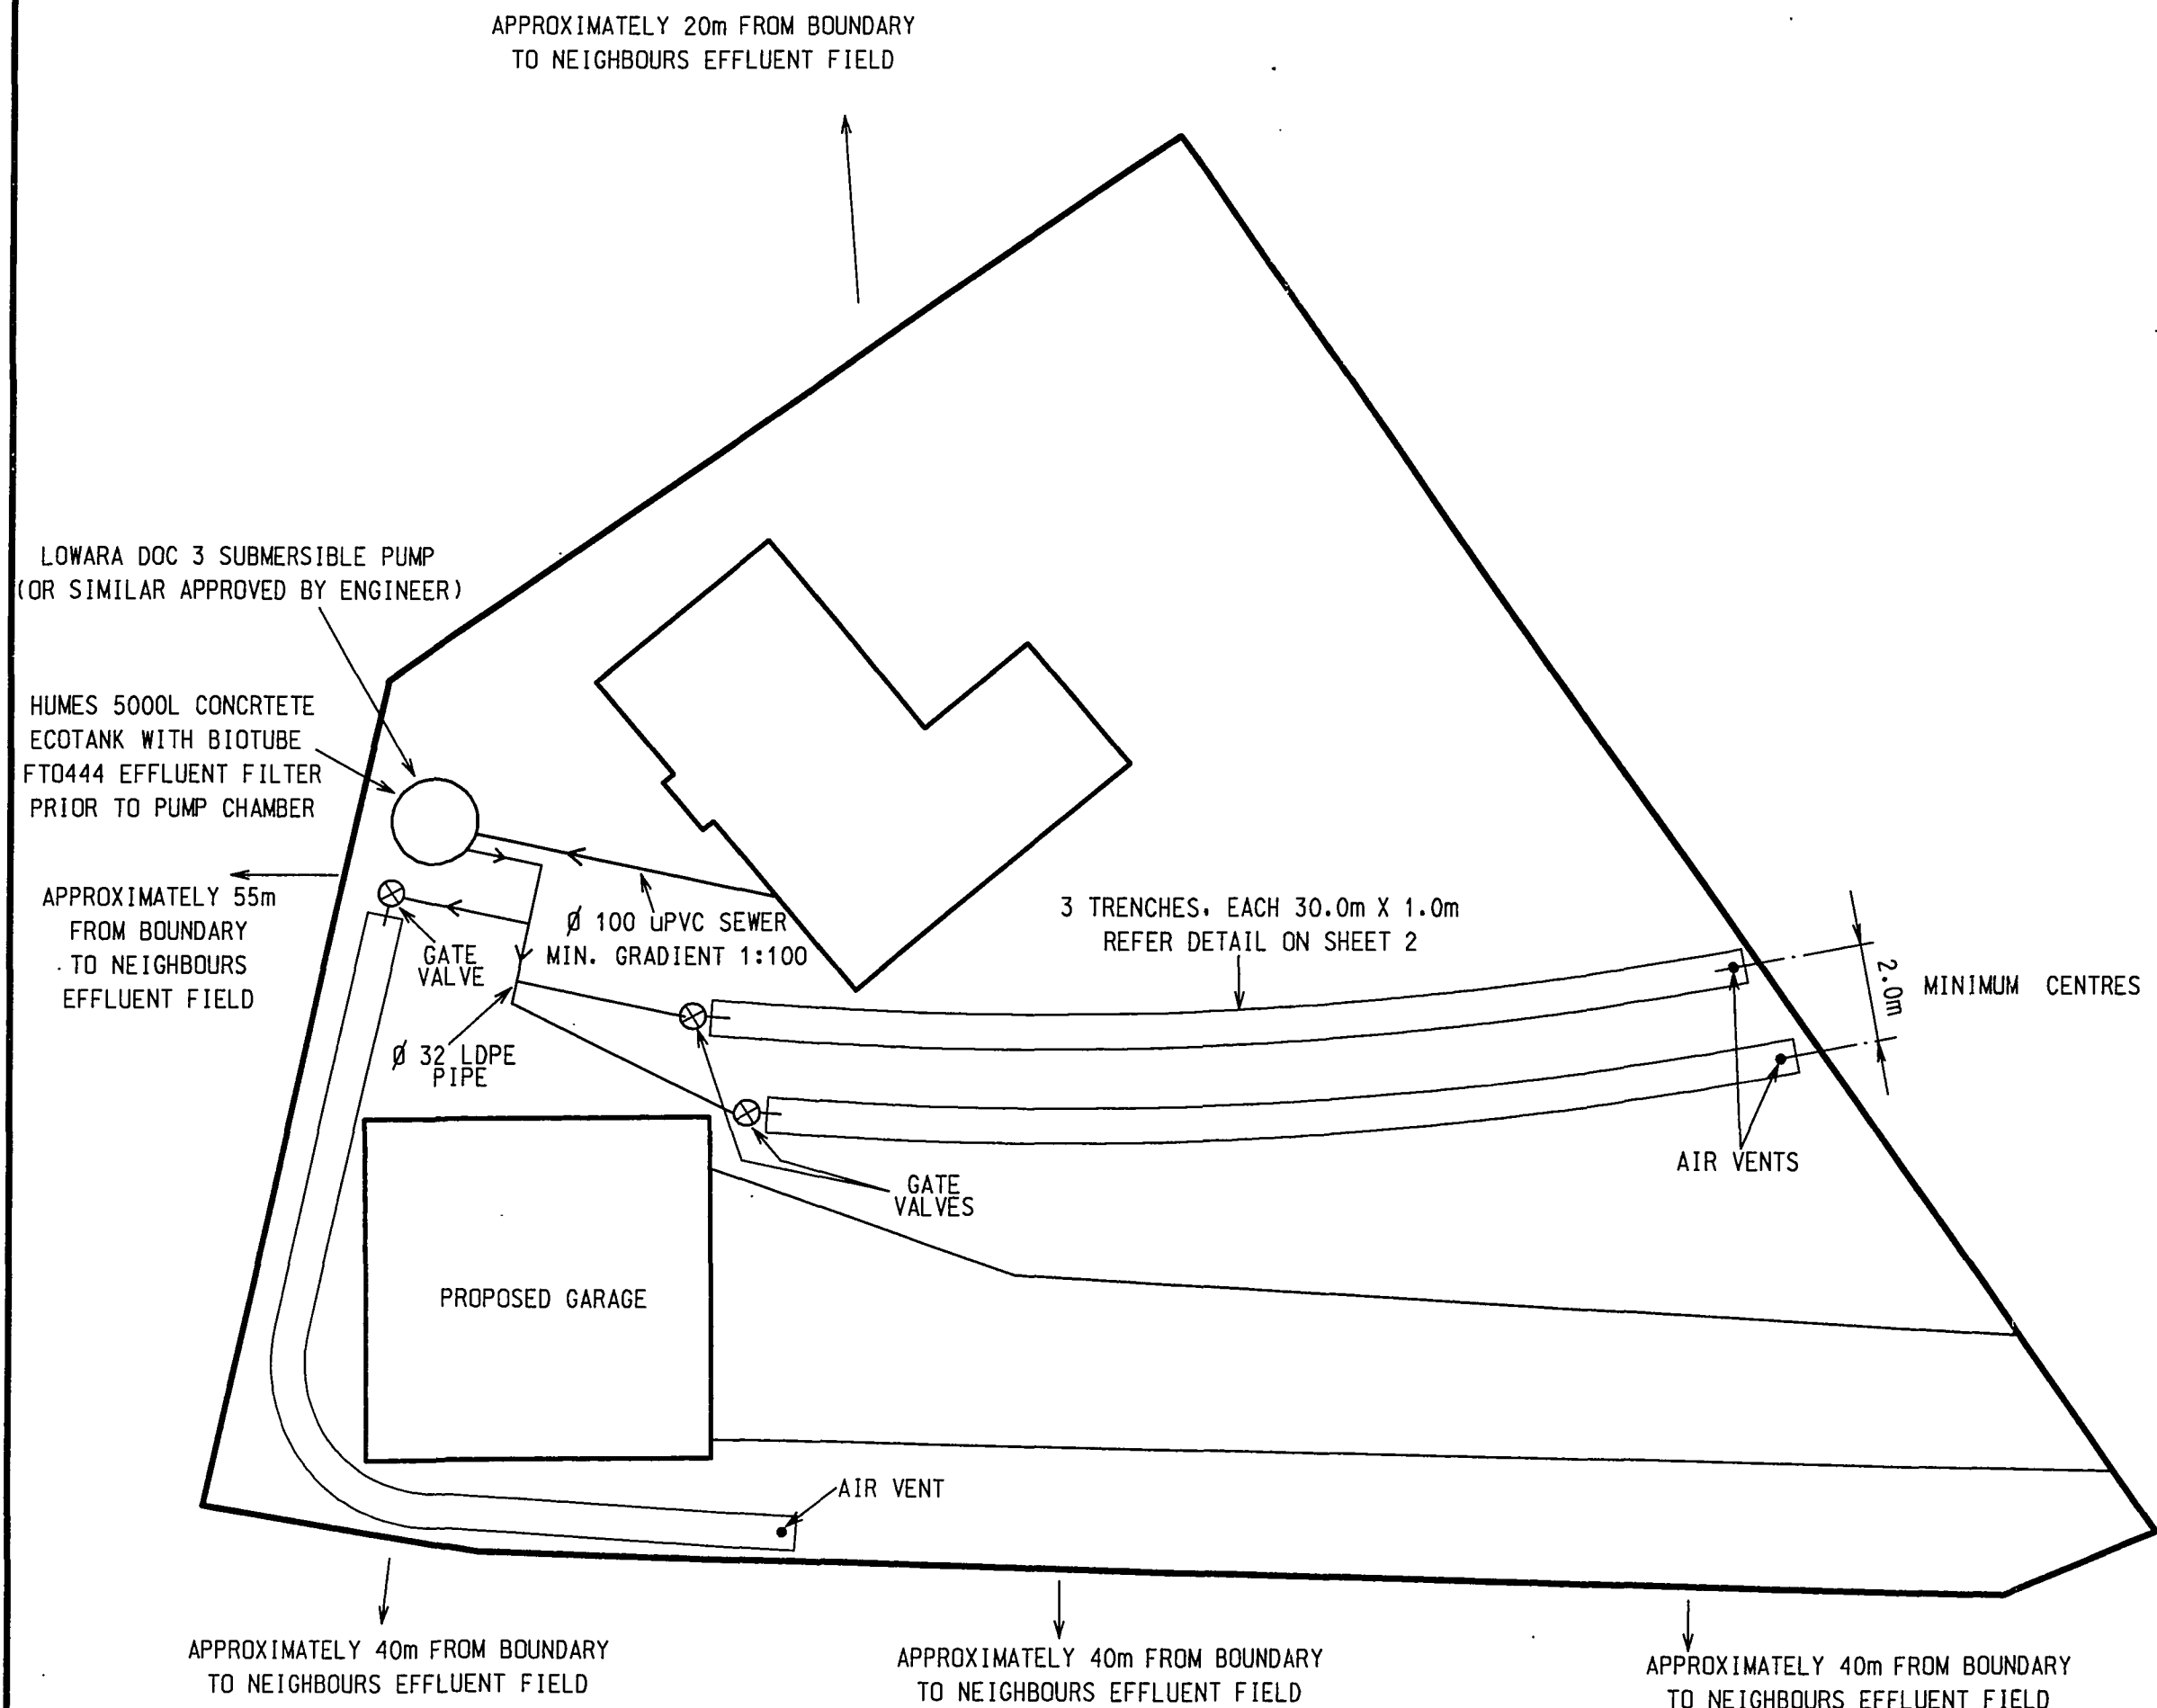 APPROXIMATELY 20m FROM BOUNDARY
TO NEIGHBOURS EFFLUENT FIELD
LOWARA DOC 3 SUBMERSIBLE PUMP
(OR SIMILAR APPROVED BY ENGINEER)
HUMES 5000L CONCRTETE
ECOTANK WITH BIOTUBE
FT0444 EFFLUENT FILTER
PRIOR TO PUMP CHAMBER
APPROXIMATELY 55m
FROM BOUNDARY
TO NEIGHBOURS
EFFLUENT FIELD
GATE
VALVE
Ø 100 uPVC SEWER
MIN. GRADIENT 1:100
Ø 32 LDPE
PIPE
3 TRENCHES, EACH 30.0m X 1.0m
REFER DETAIL ON SHEET 2
2.0m
MINIMUM CENTRES
AIR VENTS
GATE
VALVES
PROPOSED GARAGE
AIR VENT
APPROXIMATELY 40m FROM BOUNDARY
TO NEIGHBOURS EFFLUENT FIELD
APPROXIMATELY 40m FROM BOUNDARY
TO NEIGHBOURS EFFLUENT FIELD
APPROXIMATELY 40m FROM BOUNDARY
TO NEIGHBOURS EFFLUENT FIELD